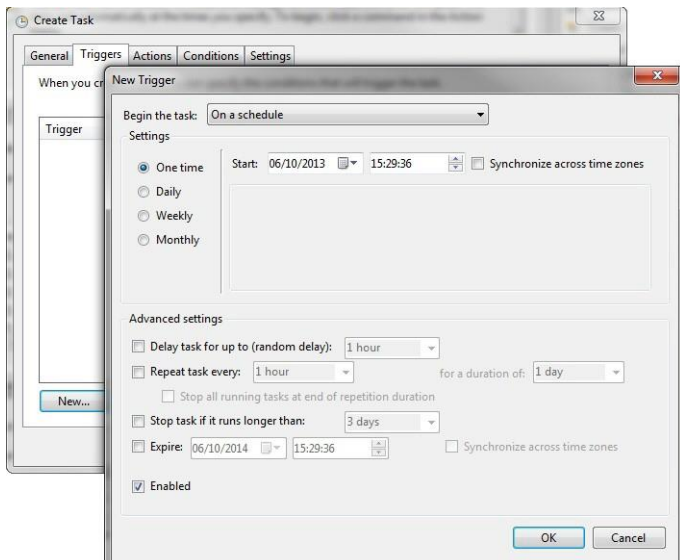 Create Task
General Triggers Actions Conditions Settings
When you cr
New Trigger
Trigger
Begin the task: On a schedule
Settings
One time
Start: 06/10/2013 15:29:36 Synchronize across time zones
Daily
Weekly
Monthly
Advanced settings
Delay task for up to (random delay): 1 hour
Repeat task every: 1 hour for a duration of: 1 day
Stop all running tasks at end of repetition duration
New...
Stop task if it runs longer than: 3 days
Expire: 06/10/2014 15:29:36 Synchronize across time zones
Enabled
OK Cancel